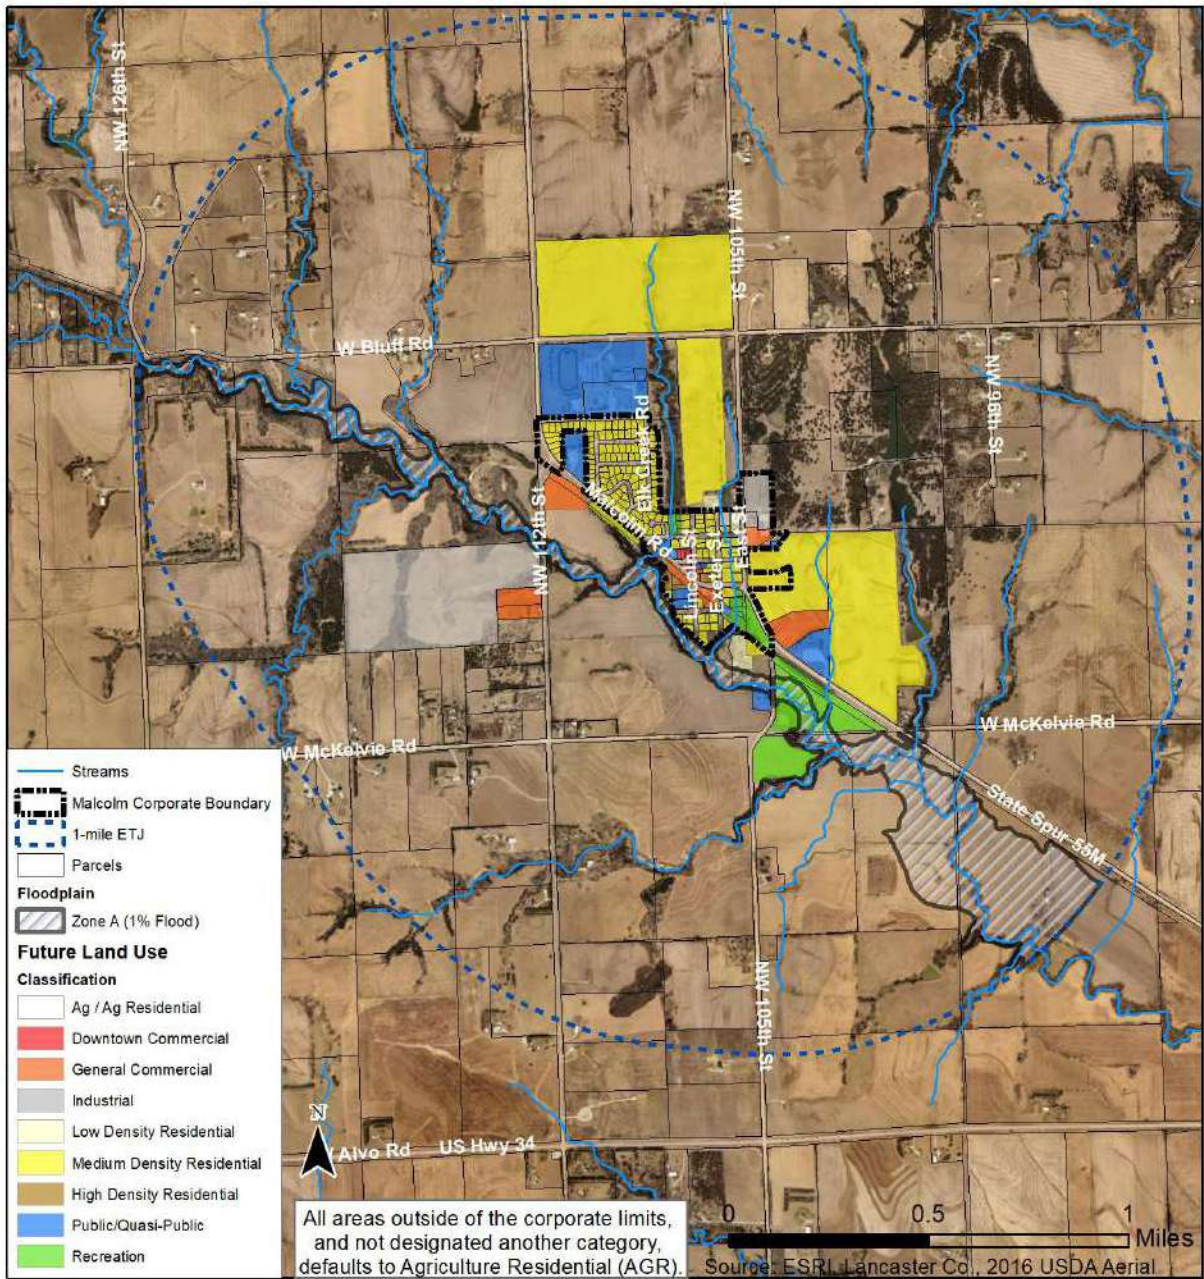 NW 126th St
NW 105th St
W Bluff Rd
NW 96th St
Elk Creek Rd
Malcolm Rd
NW 112th St
Lincoln St
Exeter St
East St
W McKelvie Rd
W McKelvie Rd
State Spur 55M
NW 105th St
Alvo Rd
US Hwy 34
Streams
Malcolm Corporate Boundary
1-mile ETJ
Parcels
Floodplain
Zone A (1% Flood)
Future Land Use
Classification
Ag / Ag Residential
Downtown Commercial
General Commercial
Industrial
Low Density Residential
Medium Density Residential
High Density Residential
Public/Quasi-Public
Recreation
N
All areas outside of the corporate limits,
and not designated another category,
defaults to Agriculture Residential (AGR).
0 0.5 1
Miles
Source: ESRI, Lancaster Co., 2016 USDA Aerial